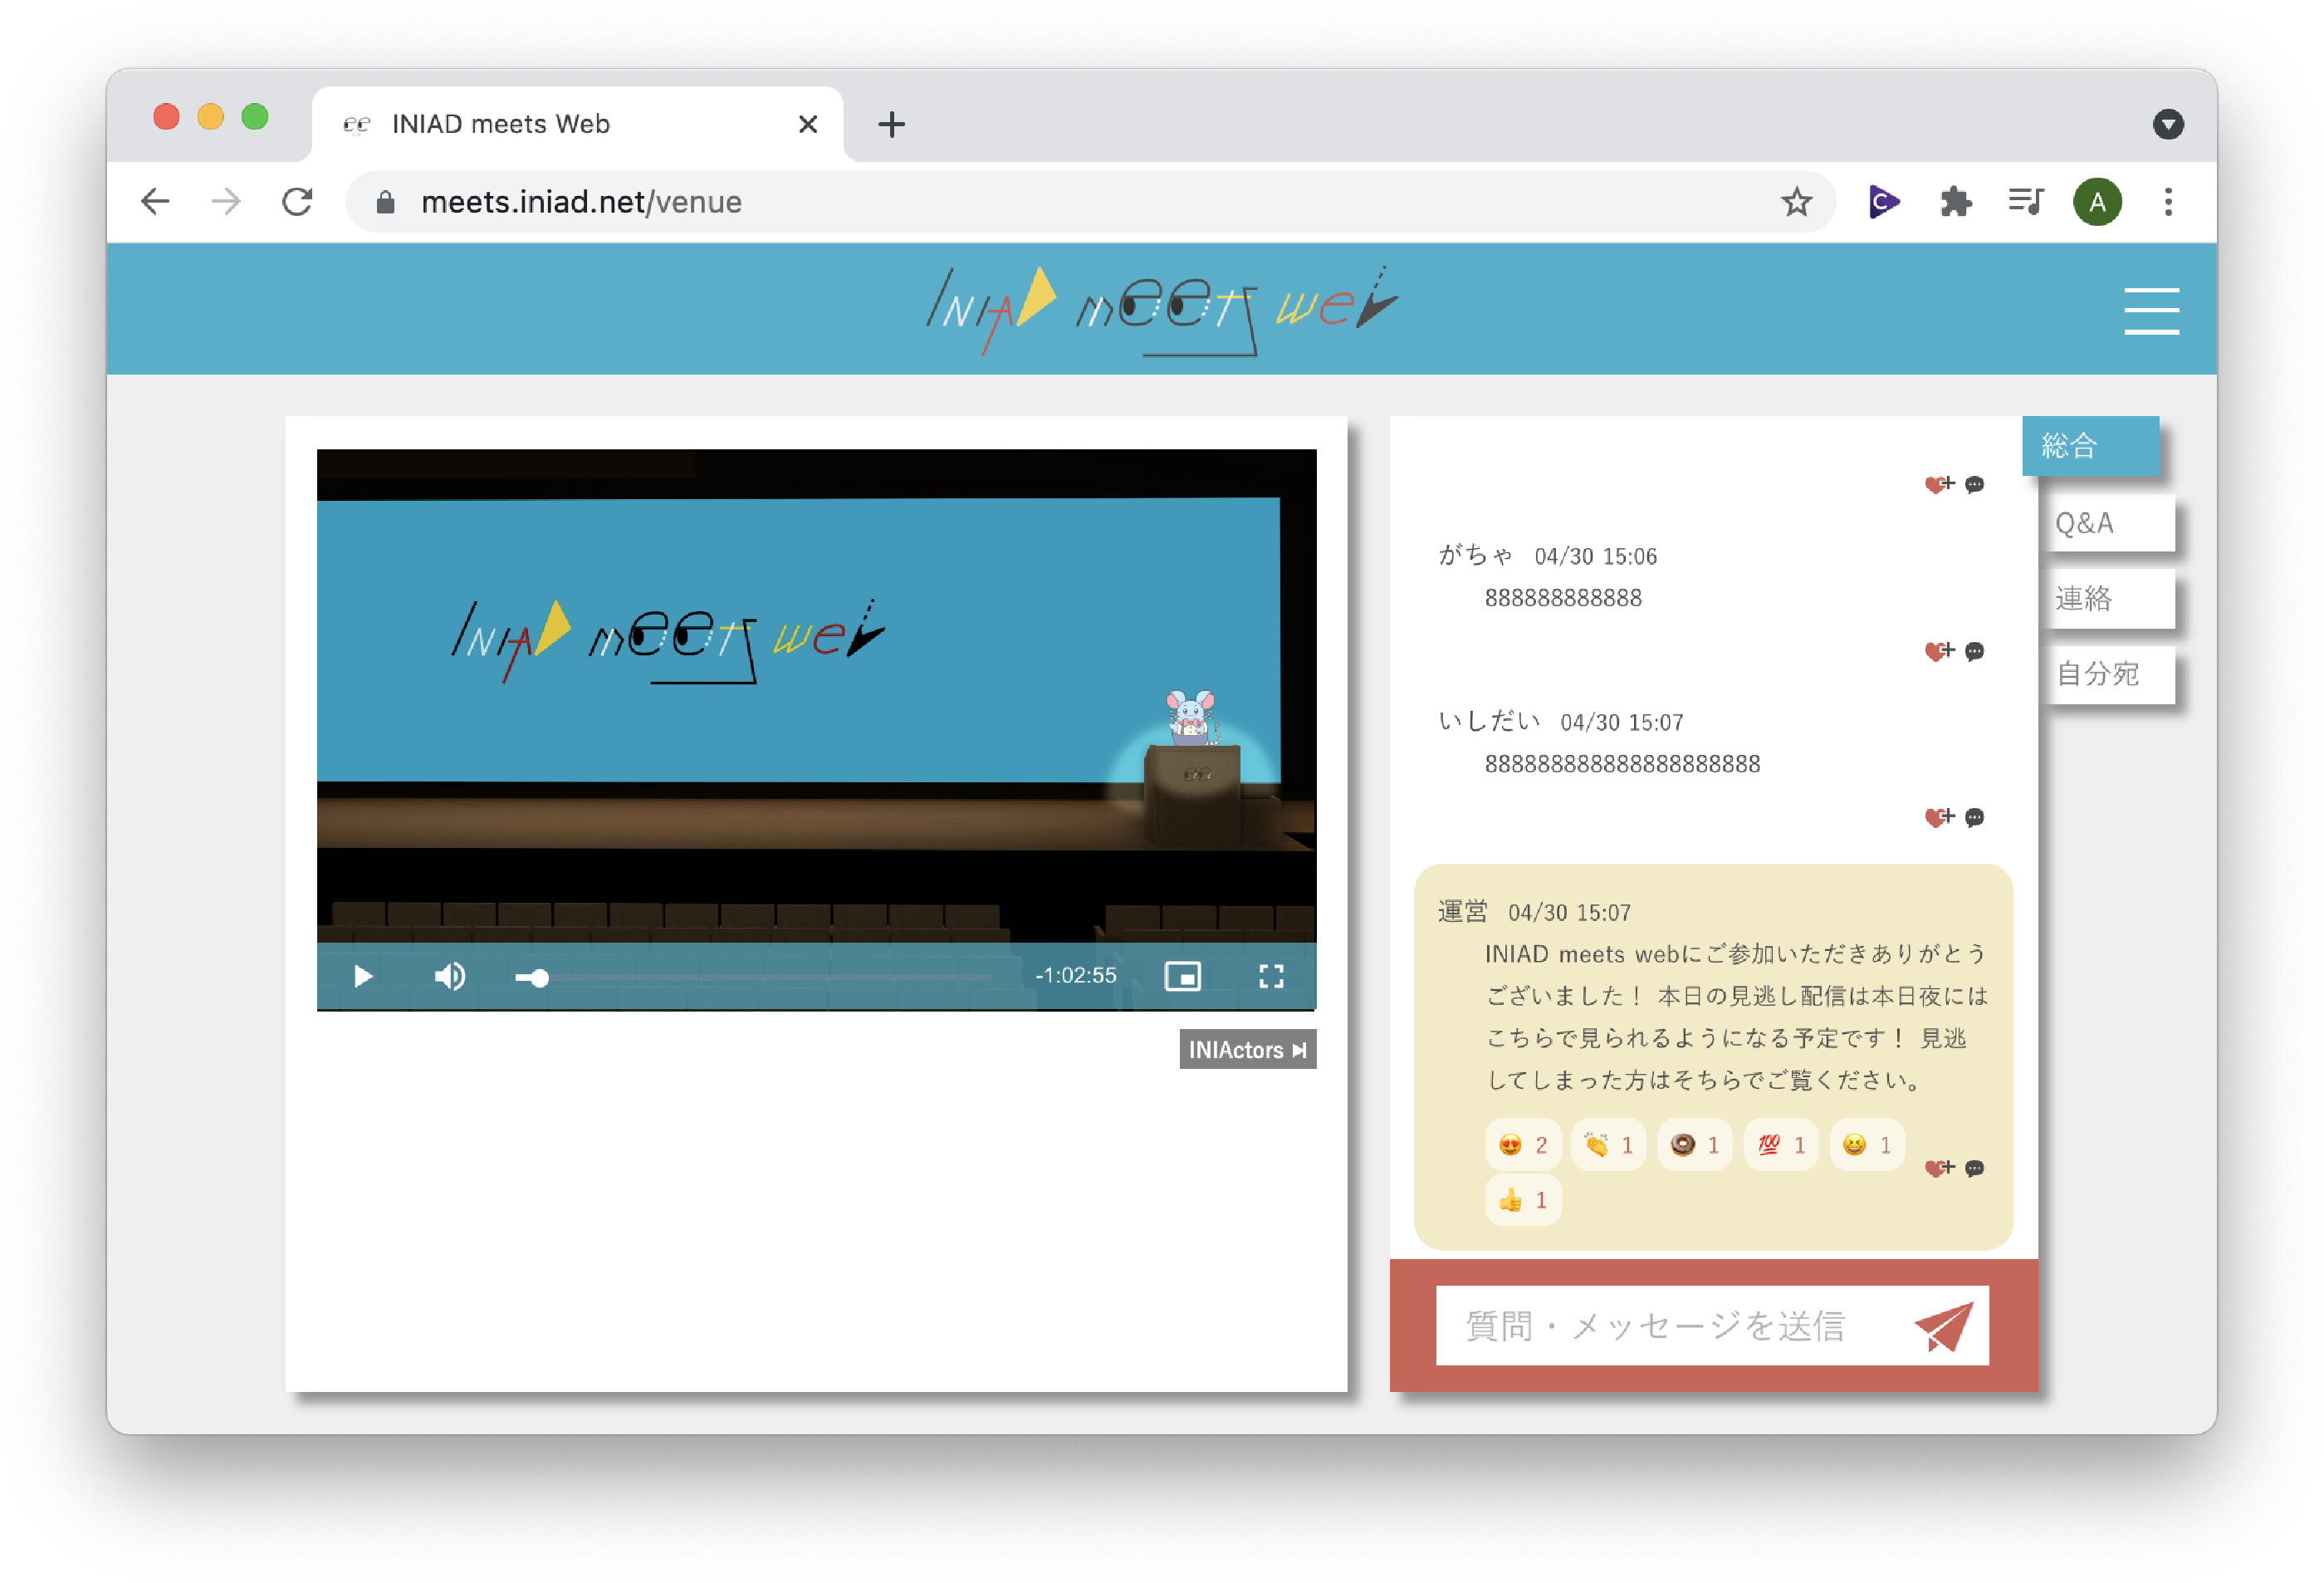 INIAD meets Web
meets.iniad.net/venue
A
INIAD meets web
INIAD meets web
-1:02:55
INIActors
総合
Q&A
連絡
自分宛
がちゃ 04/30 15:06
888888888888
いしだい 04/30 15:07
888888888888888888888
運営 04/30 15:07
INIAD meets webにご参加いただきありがとう
ございました！ 本日の見逃し配信は本日夜には
こちらで見られるようになる予定です！ 見逃
してしまった方はそちらでご覧ください。
😍 2 👏 1 🍩 1 💯 1 😆 1
👍 1
質問・メッセージを送信